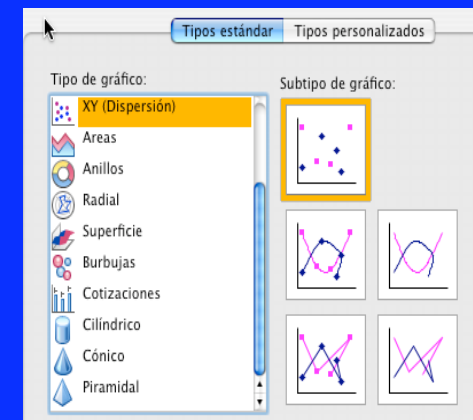 Tipos estándar Tipos personalizados
Tipo de gráfico:
Subtipo de gráfico:
XY (Dispersión)
Areas
Anillos
Radial
Superficie
Burbujas
Cotizaciones
Cilíndrico
Cónico
Piramidal